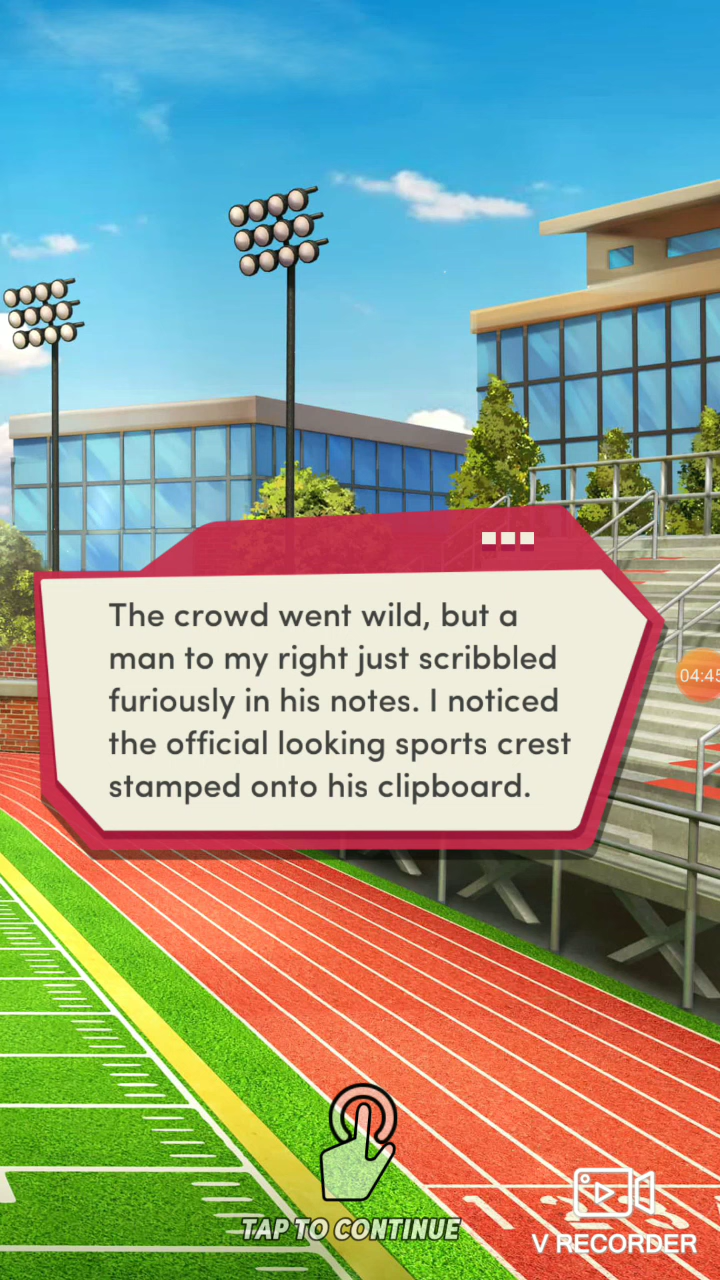 The crowd went wild, but a
man to my right just scribbled
furiously in his notes. I noticed
the official looking sports crest
stamped onto his clipboard.
04:45
TAP TO CONTINUE
V RECORDER